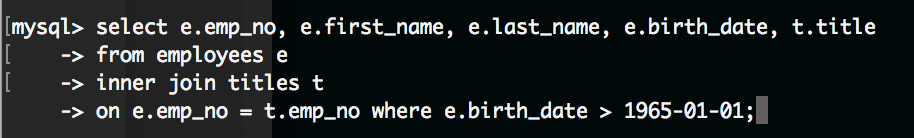 [mysql> select e.emp_no, e.first_name, e.last_name, e.birth_date, t.title
[    -> from employees e
[    -> inner join titles t
    -> on e.emp_no = t.emp_no where e.birth_date > 1965-01-01;